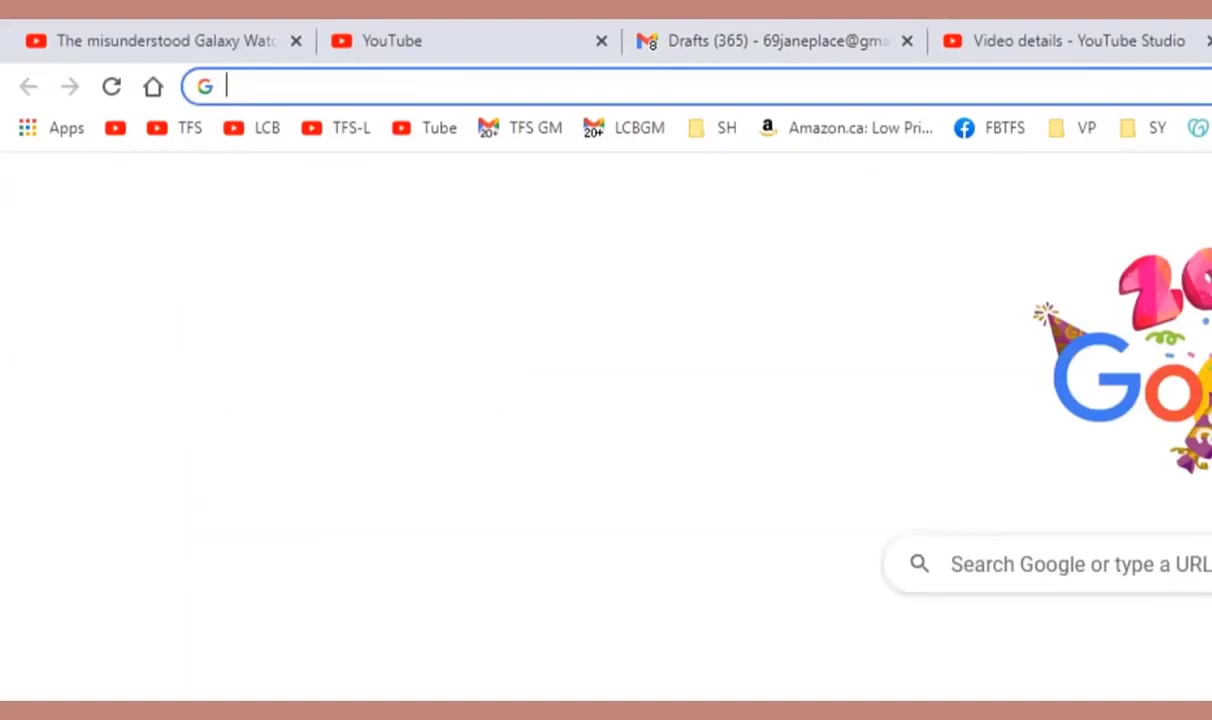 The misunderstood Galaxy Watc YouTube Drafts (365) - 69janeplace@gma Video details - YouTube Studio
Apps TFS LCB TFS-L Tube TFS GM LCBGM SH Amazon.ca: Low Pri... FBTFS VP SY
Search Google or type a URL